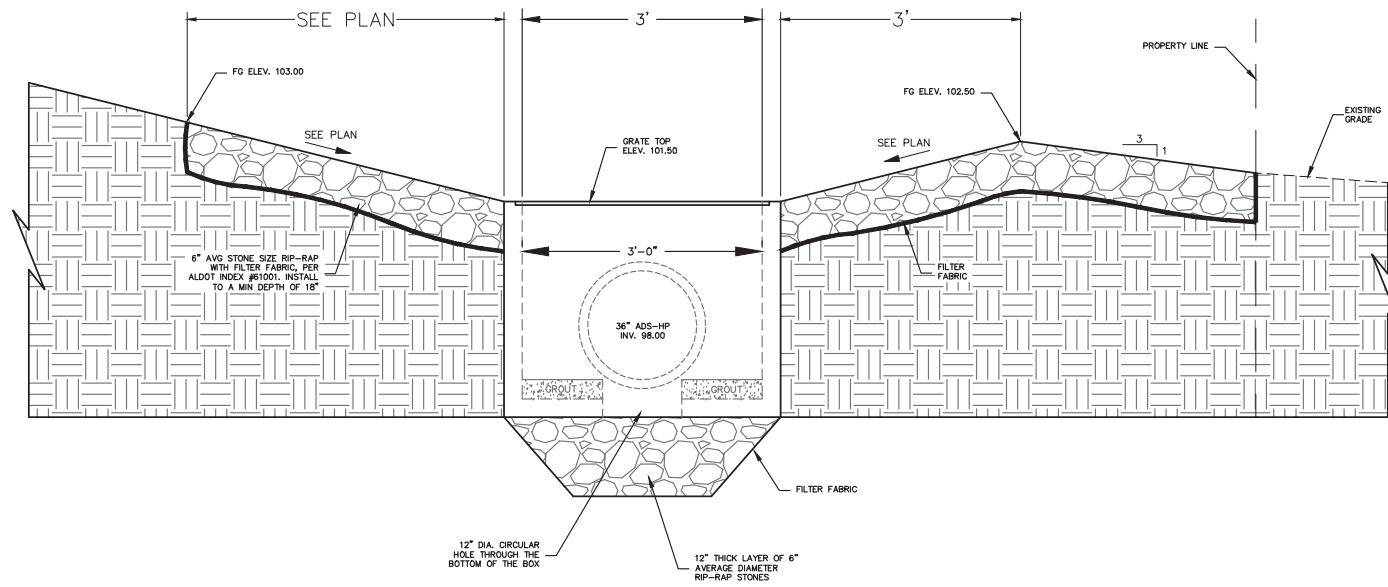 SEE PLAN
3'
3'
PROPERTY LINE
FG ELEV. 103.00
FG ELEV. 102.50
EXISTING
GRADE
SEE PLAN
GRATE TOP
ELEV. 101.50
SEE PLAN
3
1
3'-0"
6" AVG STONE SIZE RIP-RAP
WITH FILTER FABRIC, PER
ALDOT INDEX #61001. INSTALL
TO A MIN DEPTH OF 18"
FILTER
FABRIC
36" ADS-HP
INV. 98.00
GROUT
GROUT
FILTER FABRIC
12" DIA. CIRCULAR
HOLE THROUGH THE
BOTTOM OF THE BOX
12" THICK LAYER OF 6"
AVERAGE DIAMETER
RIP-RAP STONES